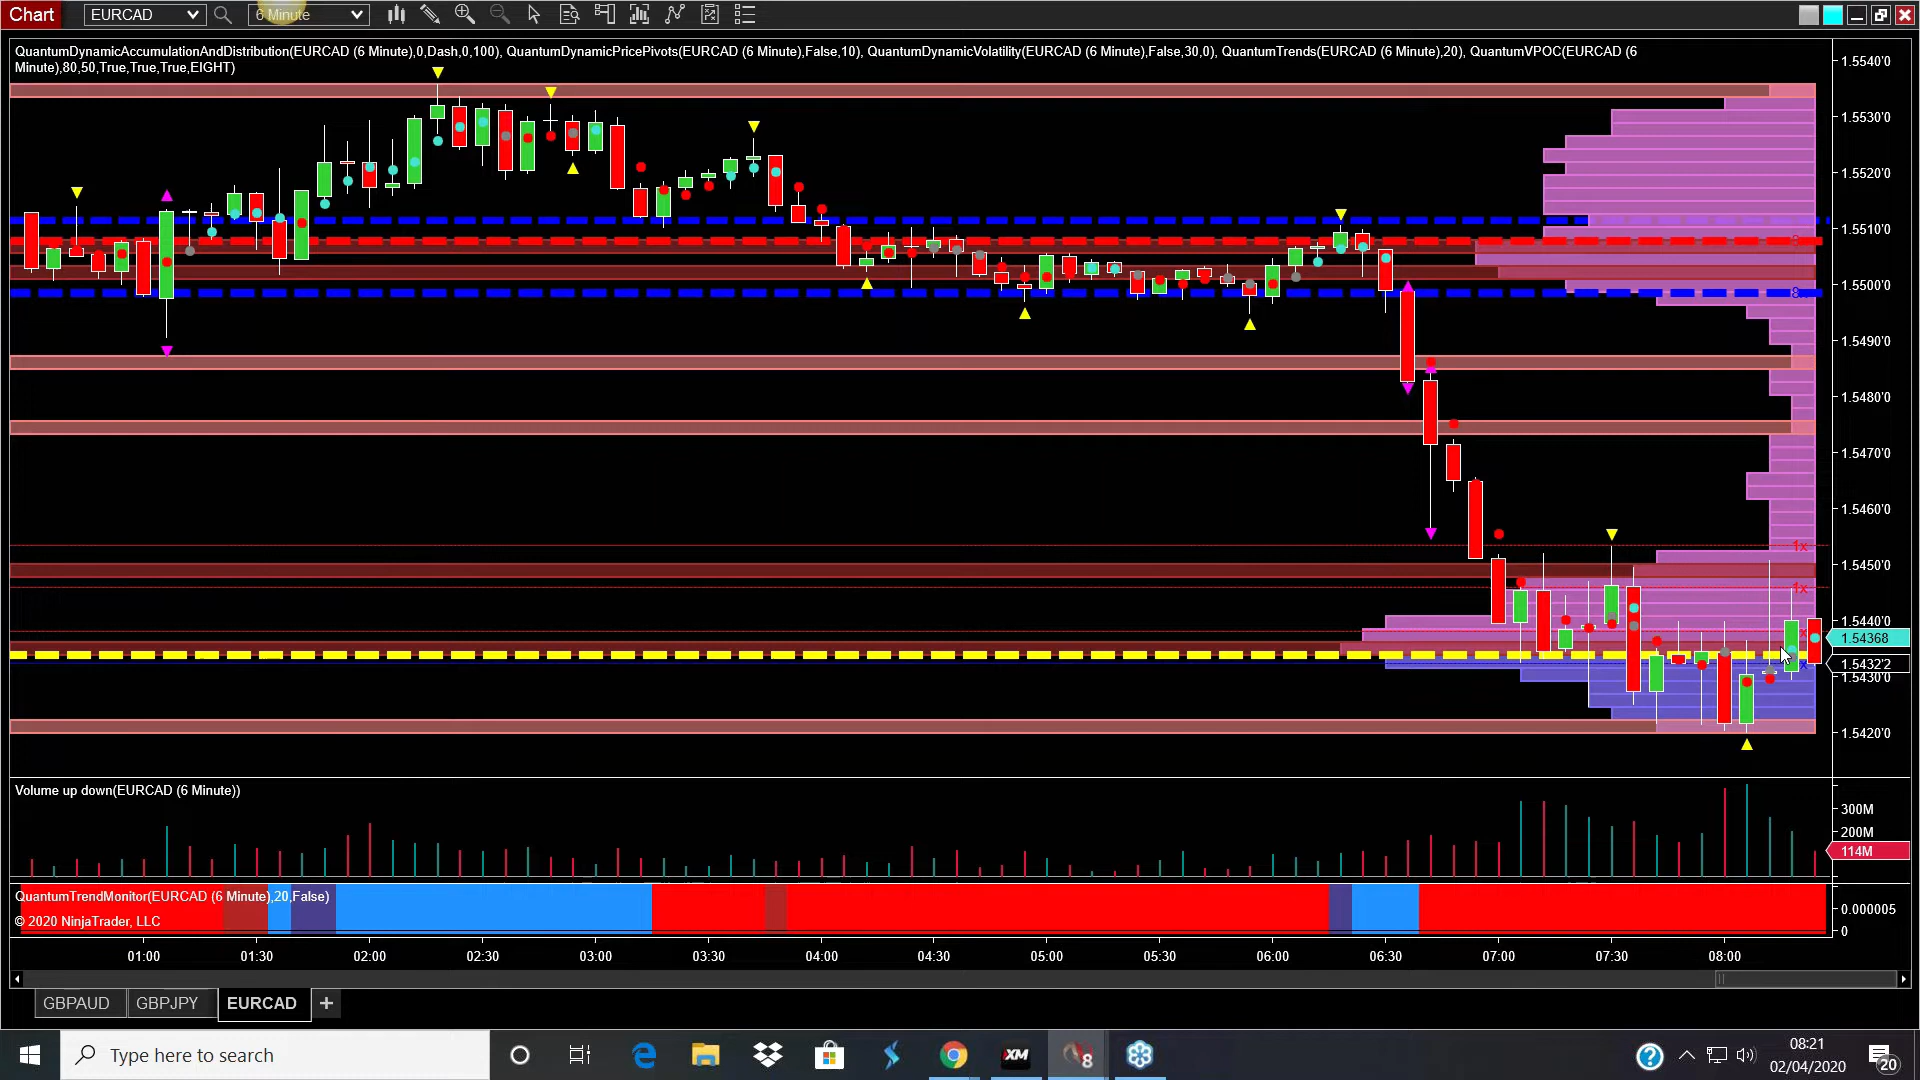 Chart
EURCAD
6 Minute
QuantumDynamicAccumulationAndDistribution(EURCAD (6 Minute),0,Dash,0,100), QuantumDynamicPricePivots(EURCAD (6 Minute),False,10), QuantumDynamicVolatility(EURCAD (6 Minute),False,30,0), QuantumTrends(EURCAD (6 Minute),20), QuantumVPOC(EURCAD (6
Minute),80,50,True,True,True,EIGHT)
1.5540'0
1.5530'0
1.5520'0
1.5510'0
1.5500'0
1.5490'0
1.5480'0
1.5470'0
1.5460'0
1x
1.5450'0
1x
1.5440'0
1.54368
1.5432'2
1.5430'0
1.5420'0
Volume up down(EURCAD (6 Minute))
300M
200M
114M
QuantumTrendMonitor(EURCAD (6 Minute),20,False)
© 2020 NinjaTrader, LLC
0.000005
0
01:00 01:30 02:00 02:30 03:00 03:30 04:00 04:30 05:00 05:30 06:00 06:30 07:00 07:30 08:00
GBPAUD GBPJPY EURCAD +
Type here to search
XM
8
08:21
02/04/2020
20